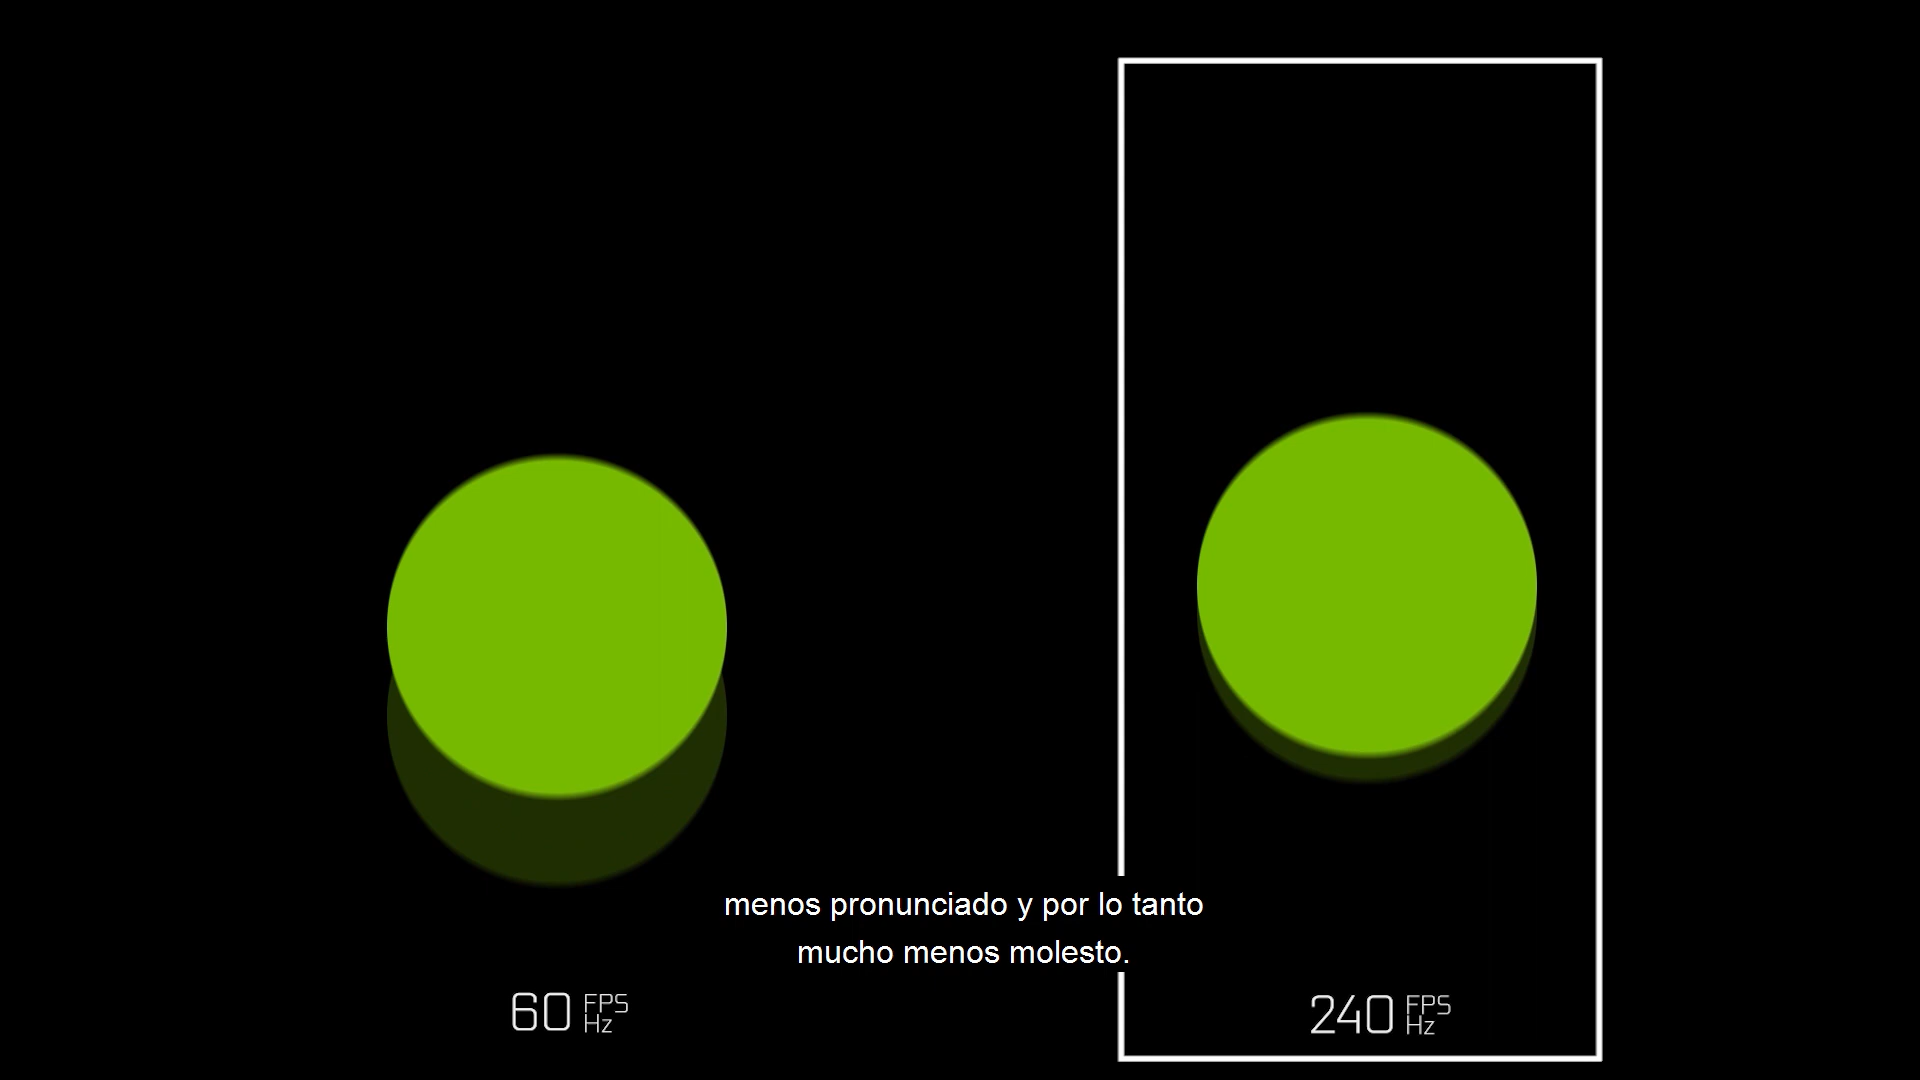 menos pronunciado y por lo tanto
mucho menos molesto.
60 FPS Hz
240 FPS Hz